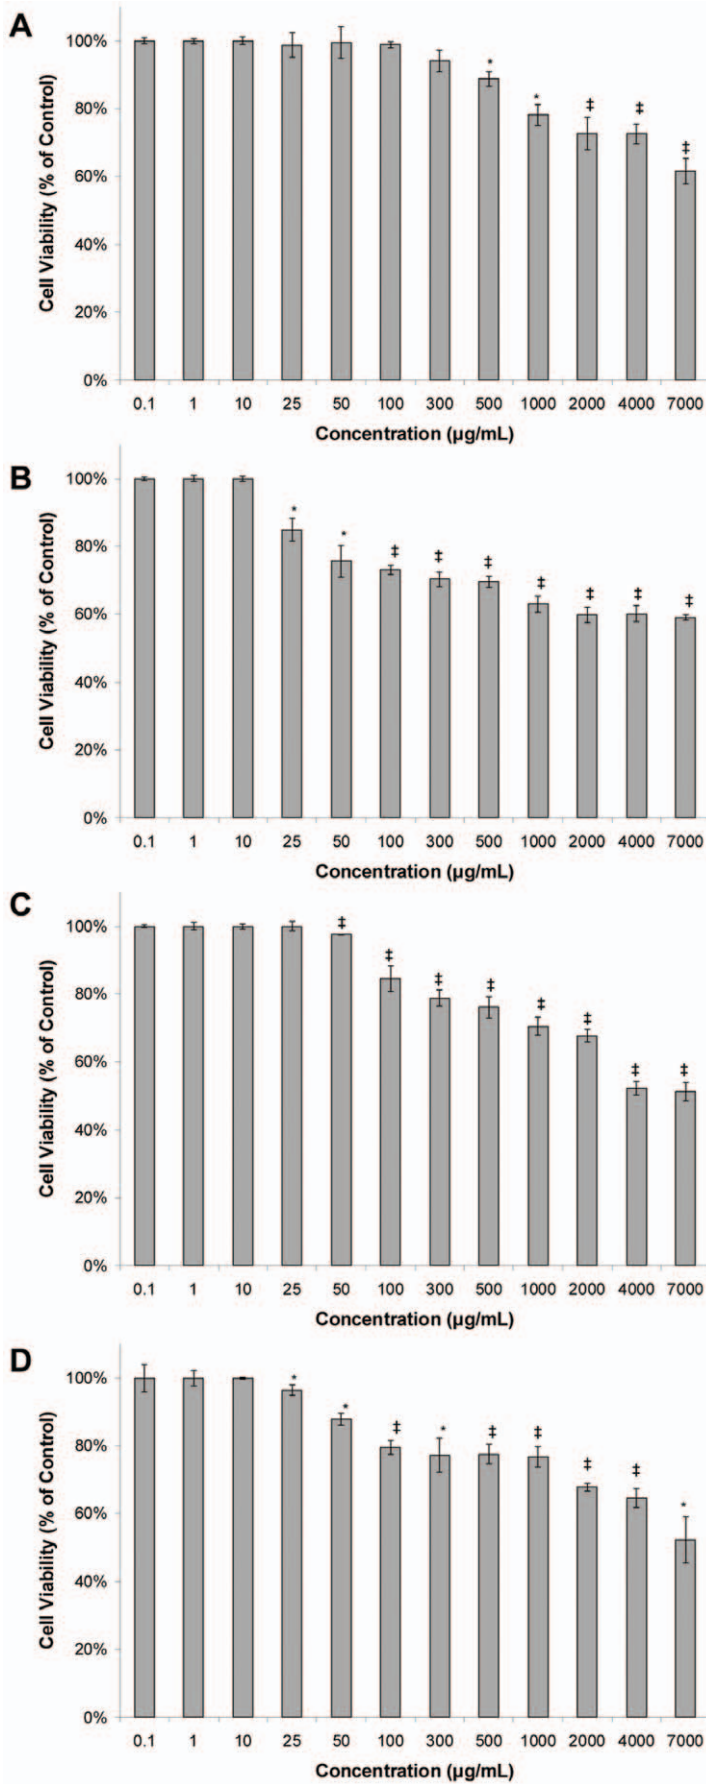 A
Cell Viability (% of Control)
100%
80%
60%
40%
20%
0%
* * ‡ ‡ ‡
0.1 1 10 25 50 100 300 500 1000 2000 4000 7000
Concentration (µg/mL)
B
Cell Viability (% of Control)
100%
80%
60%
40%
20%
0%
* * ‡ ‡ ‡ ‡ ‡ ‡ ‡
0.1 1 10 25 50 100 300 500 1000 2000 4000 7000
Concentration (µg/mL)
C
Cell Viability (% of Control)
100%
80%
60%
40%
20%
0%
‡ ‡ ‡ ‡ ‡ ‡ ‡ ‡
0.1 1 10 25 50 100 300 500 1000 2000 4000 7000
Concentration (µg/mL)
D
Cell Viability (% of Control)
100%
80%
60%
40%
20%
0%
* * ‡ * ‡ ‡ ‡ ‡ *
0.1 1 10 25 50 100 300 500 1000 2000 4000 7000
Concentration (µg/mL)